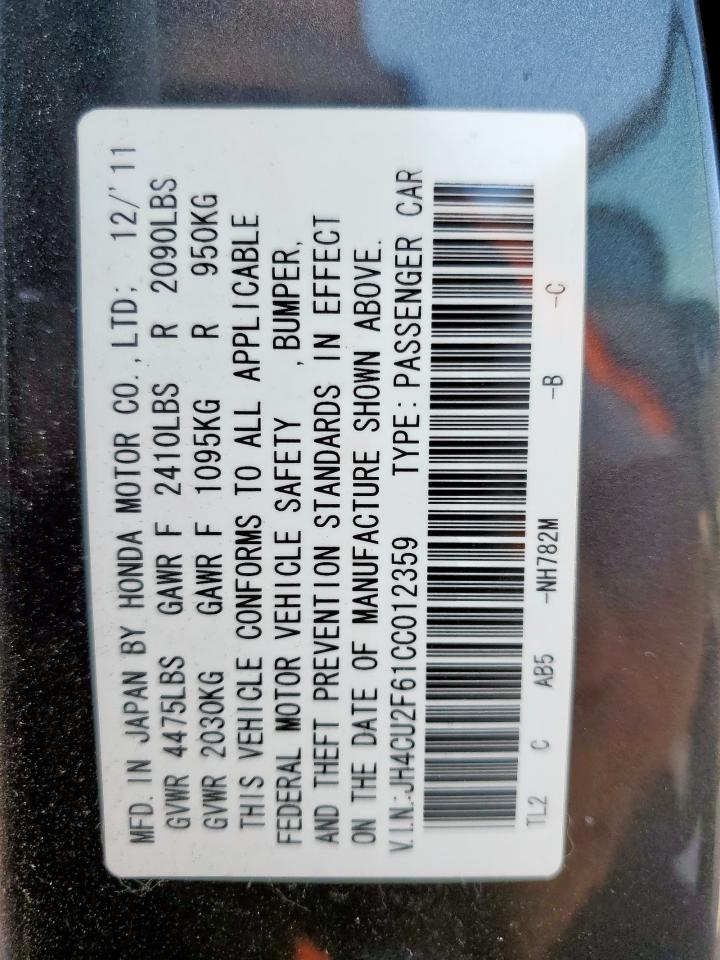 MFD. IN JAPAN BY HONDA MOTOR CO., LTD; 12/'11
GVWR 4475LBS GAWR F 2410LBS R 2090LBS
GVWR 2030KG GAWR F 1095KG R 950KG
THIS VEHICLE CONFORMS TO ALL APPLICABLE
FEDERAL MOTOR VEHICLE SAFETY , BUMPER,
AND THEFT PREVENTION STANDARDS IN EFFECT
ON THE DATE OF MANUFACTURE SHOWN ABOVE.
V.I.N.:JH4CU2F61CC012359 TYPE: PASSENGER CAR
TL2 C AB5 -NH782M -B -C